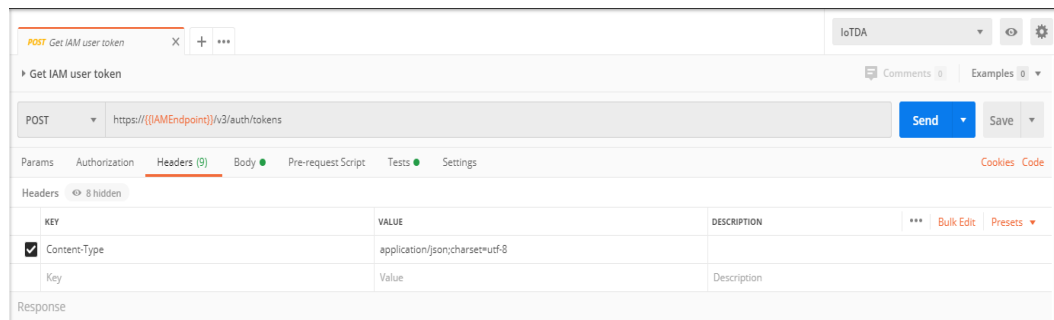 POST Get IAM user token X + •••
IoTDA
Get IAM user token
Comments 0 Examples 0
POST https://{{IAMEndpoint}}/v3/auth/tokens Send Save
Params Authorization Headers (9) Body Pre-request Script Tests Settings Cookies Code
Headers 8 hidden
KEY VALUE DESCRIPTION ••• Bulk Edit Presets
Content-Type application/json;charset=utf-8
Key Value Description
Response